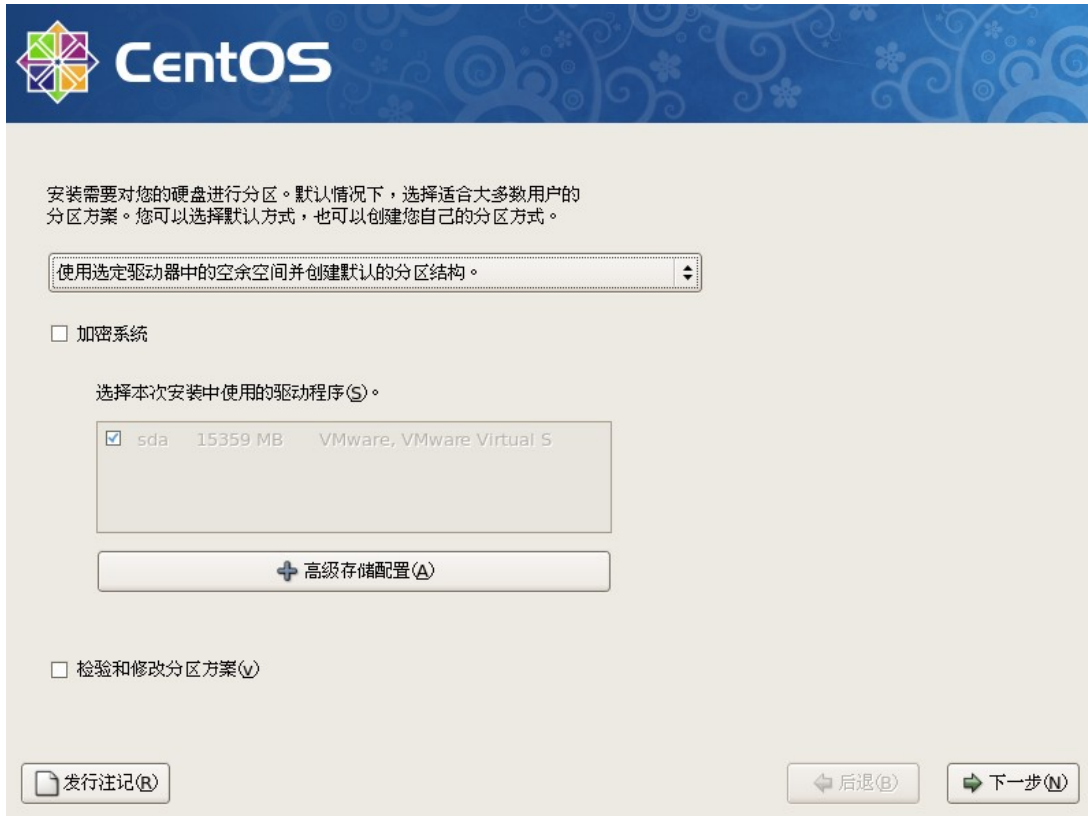 CentOS
安装需要对您的硬盘进行分区。默认情况下，选择适合大多数用户的
分区方案。您可以选择默认方式，也可以创建您自己的分区方式。
使用选定驱动器中的空余空间并创建默认的分区结构。
加密系统
选择本次安装中使用的驱动程序(S)。
sda 15359 MB VMware, VMware Virtual S
高级存储配置(A)
检验和修改分区方案(v)
发行注记(R)
后退(B)
下一步(N)